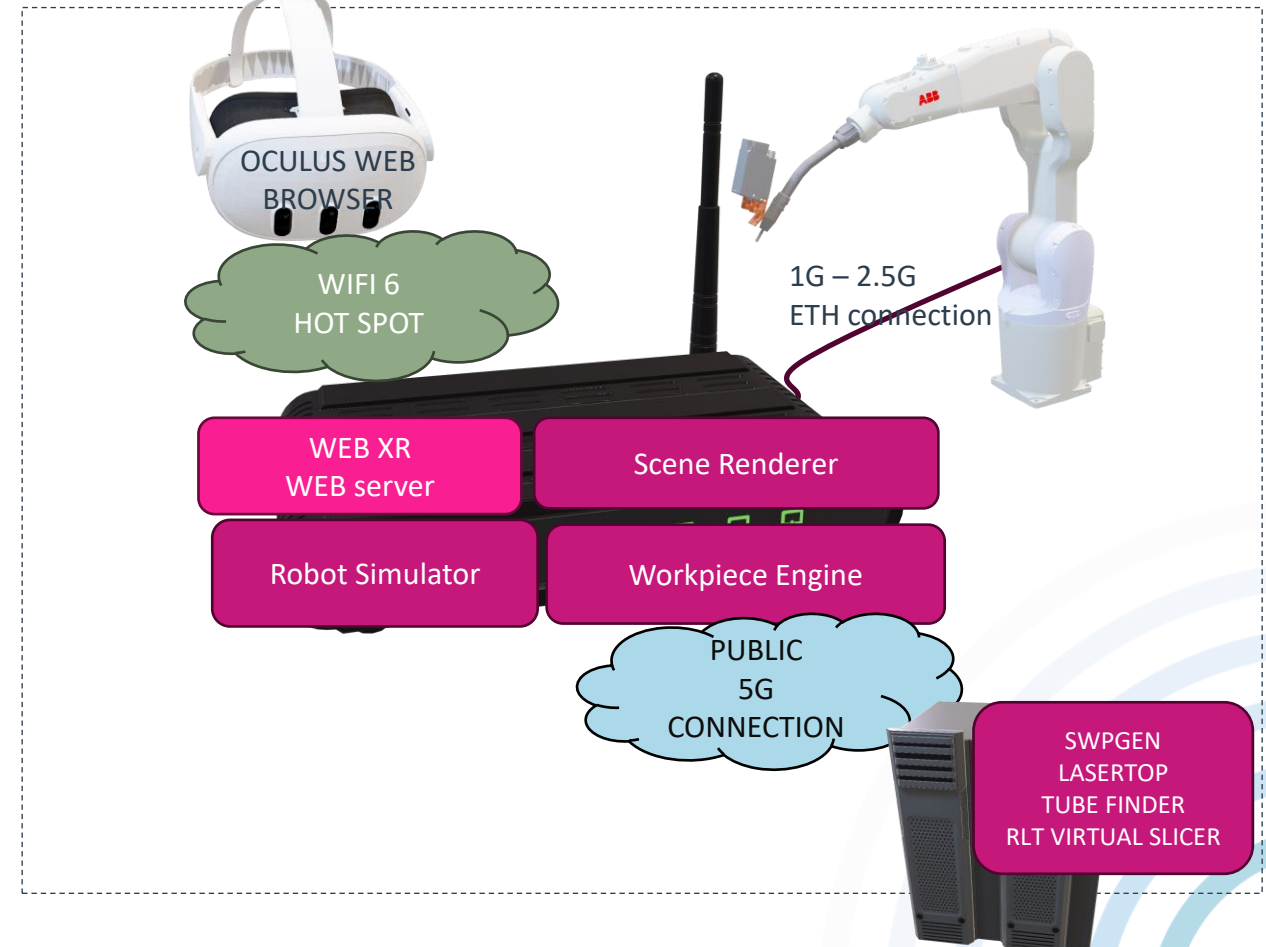 OCULUS WEB
BROWSER
ABB
WIFI 6
HOT SPOT
1G – 2.5G
ETH connection
WEB XR
WEB server
Scene Renderer
Robot Simulator
Workpiece Engine
PUBLIC
5G
CONNECTION
SWPGEN
LASERTOP
TUBE FINDER
RLT VIRTUAL SLICER